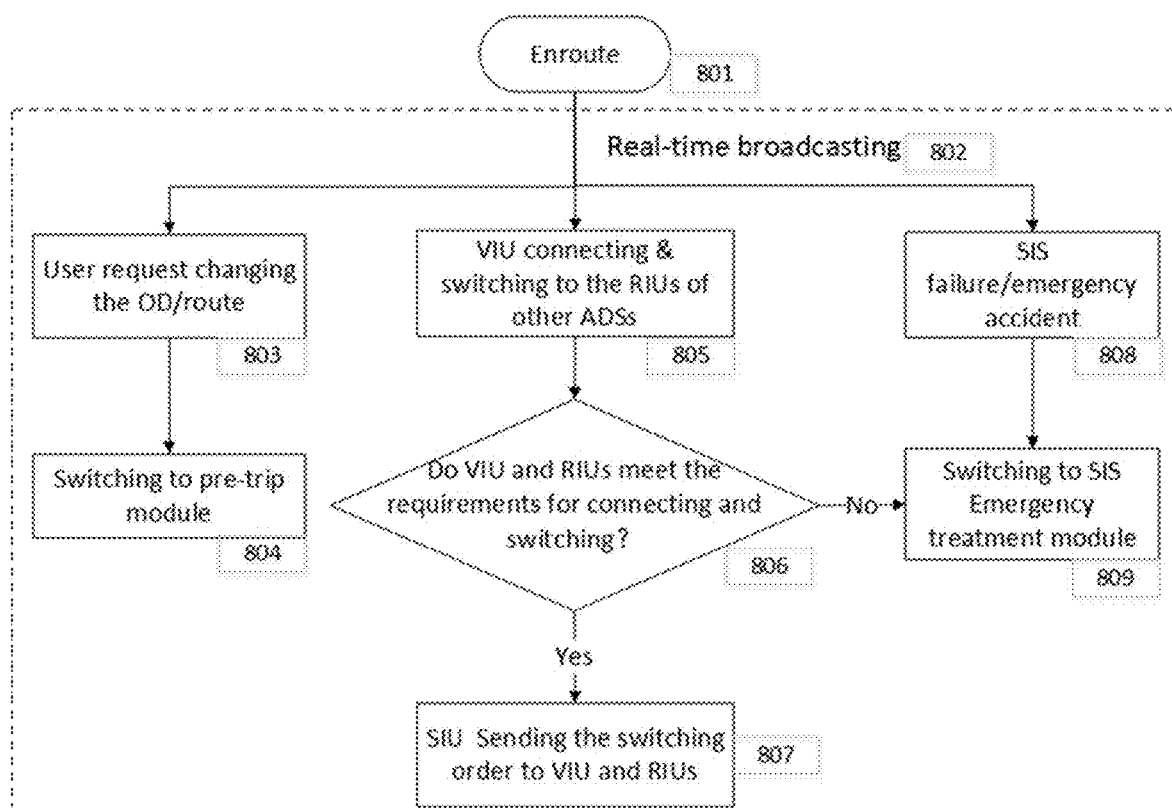 Enroute
801
Real-time broadcasting
802
User request changing
the OD/route
803
VIU connecting &
switching to the RIUs of
other ADSs
805
SIS
failure/emergency
accident
808
Switching to pre-trip
module
804
Do VIU and RIUs meet the
requirements for connecting and
switching?
806
No
Switching to SIS
Emergency
treatment module
809
Yes
SIU Sending the switching
order to VIU and RIUs
807